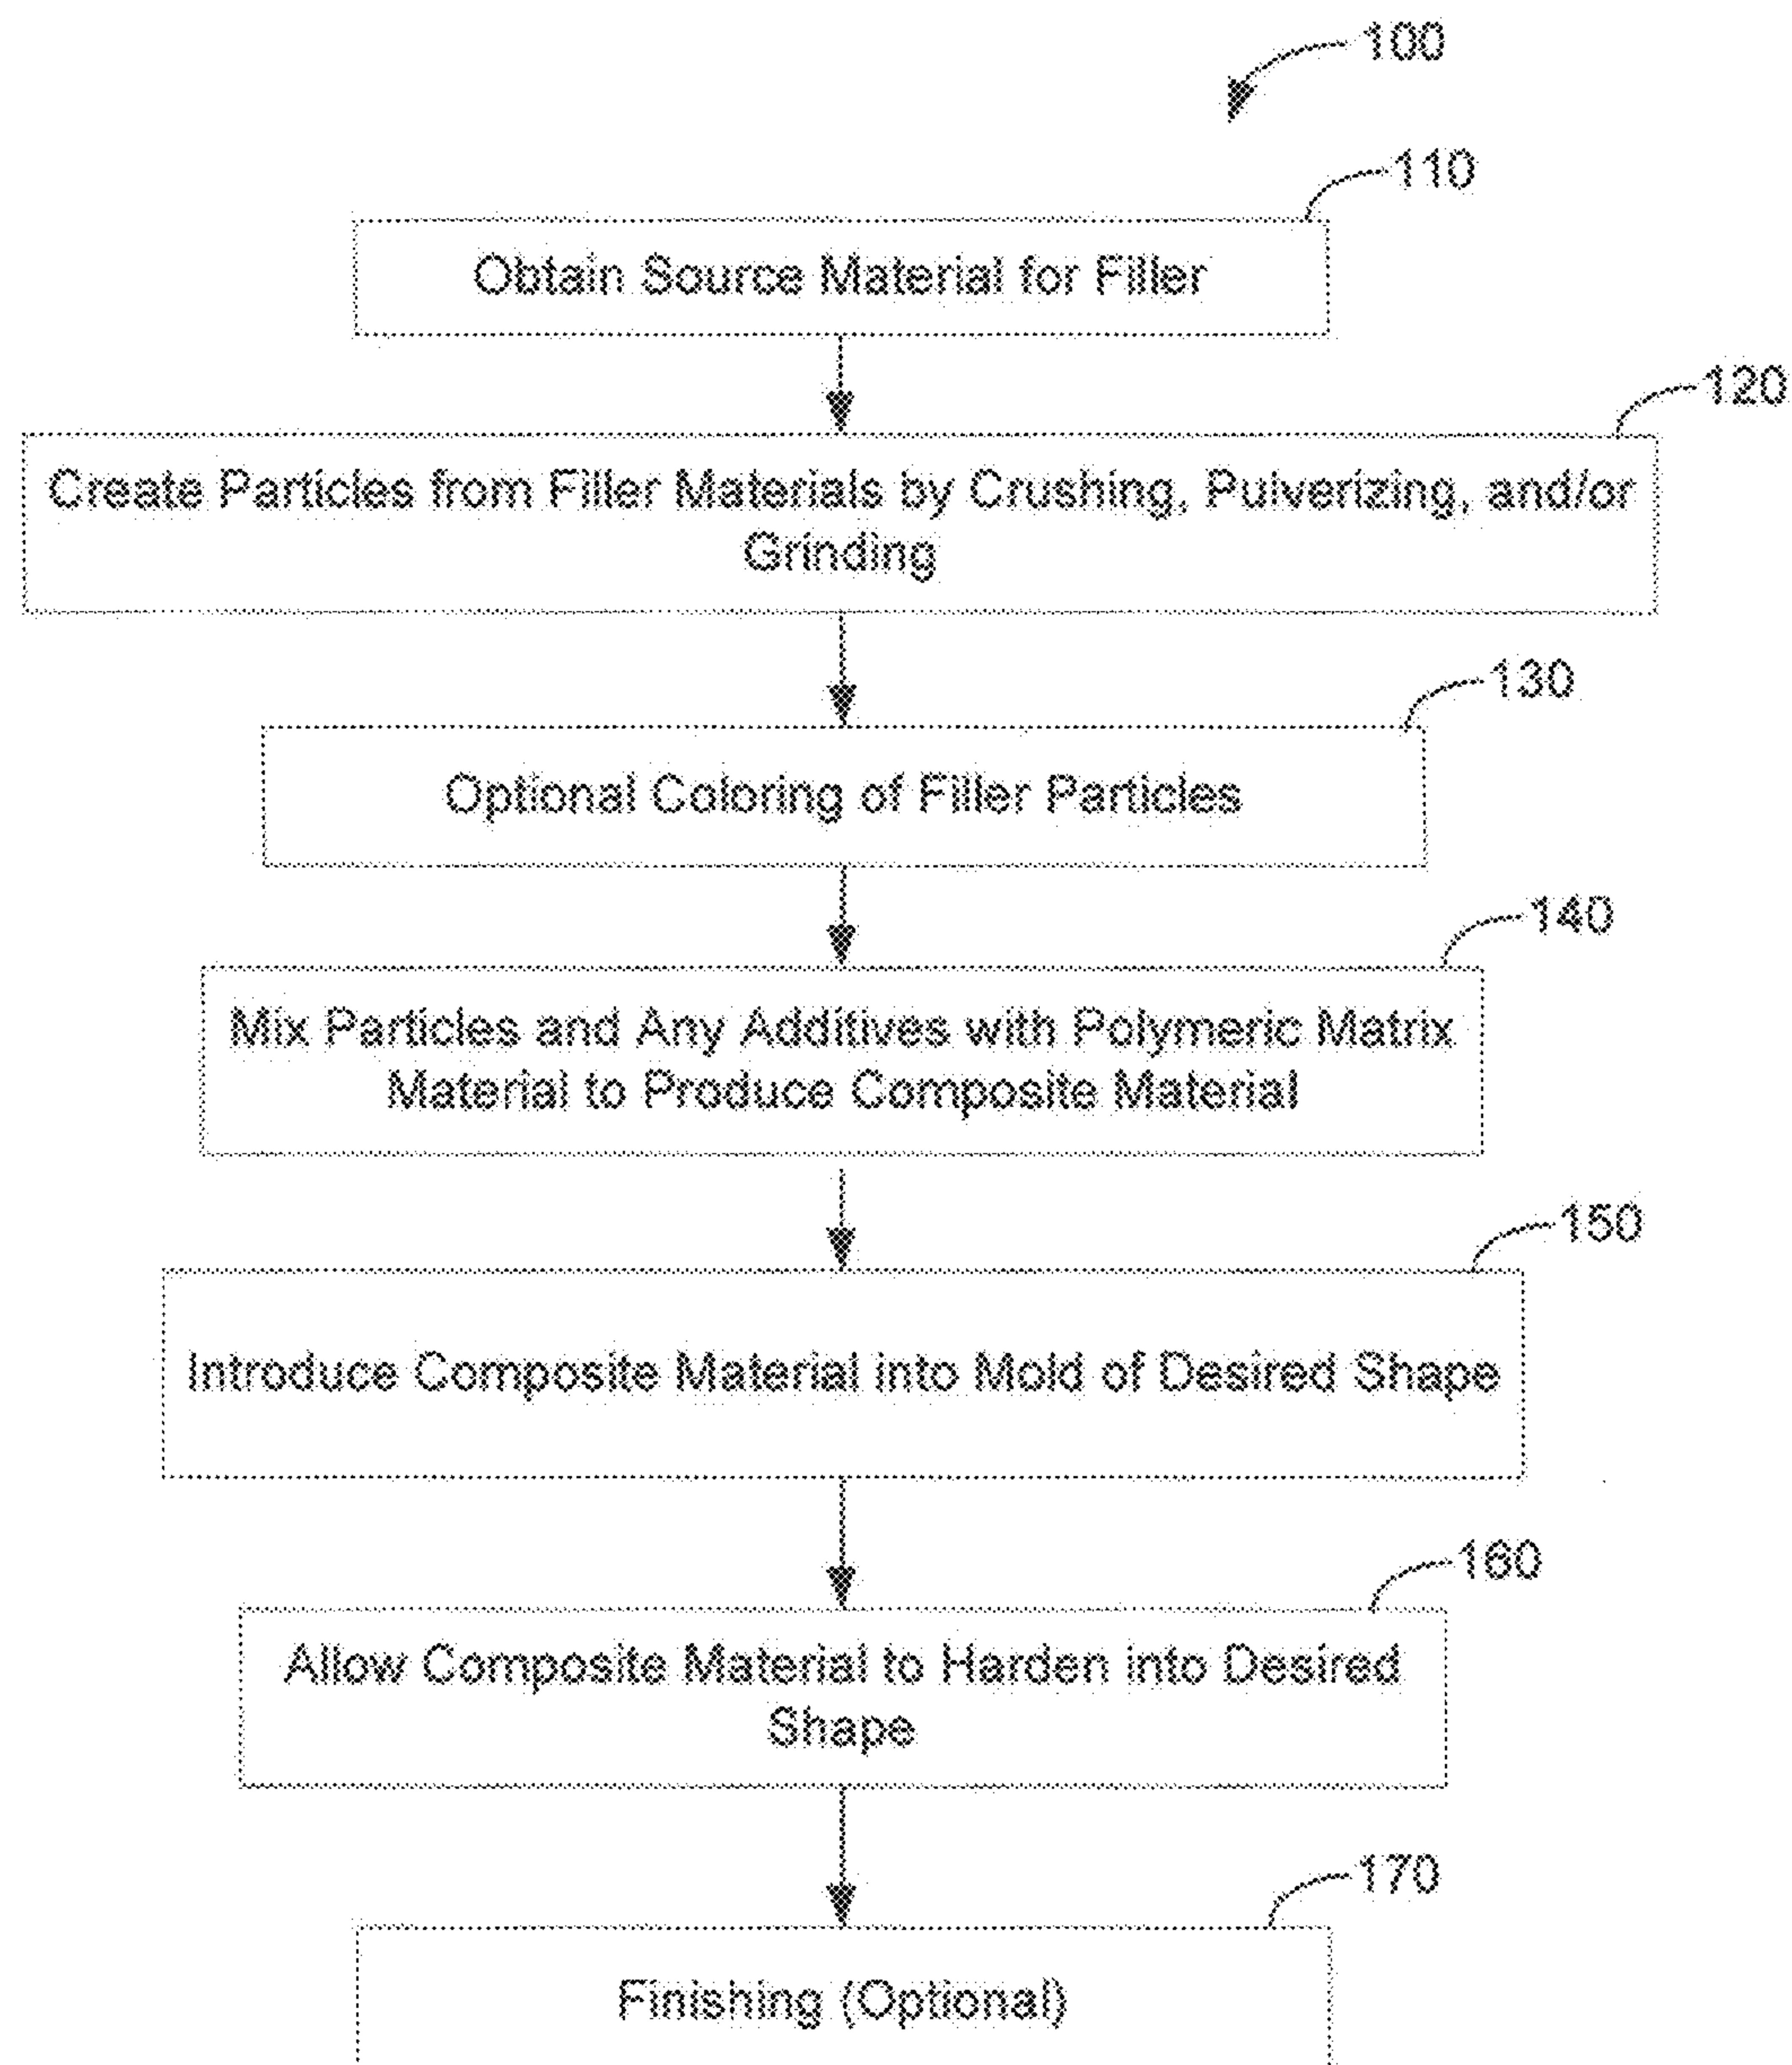 100
110
Obtain Source Material for Filler
120
Create Particles from Filler Materials by Crushing, Pulverizing, and/or
Grinding
130
Optional Coloring of Filler Particles
140
Mix Particles and Any Additives with Polymeric Matrix
Material to Produce Composite Material
150
Introduce Composite Material into Mold of Desired Shape
160
Allow Composite Material to Harden into Desired
Shape
170
Finishing (Optional)